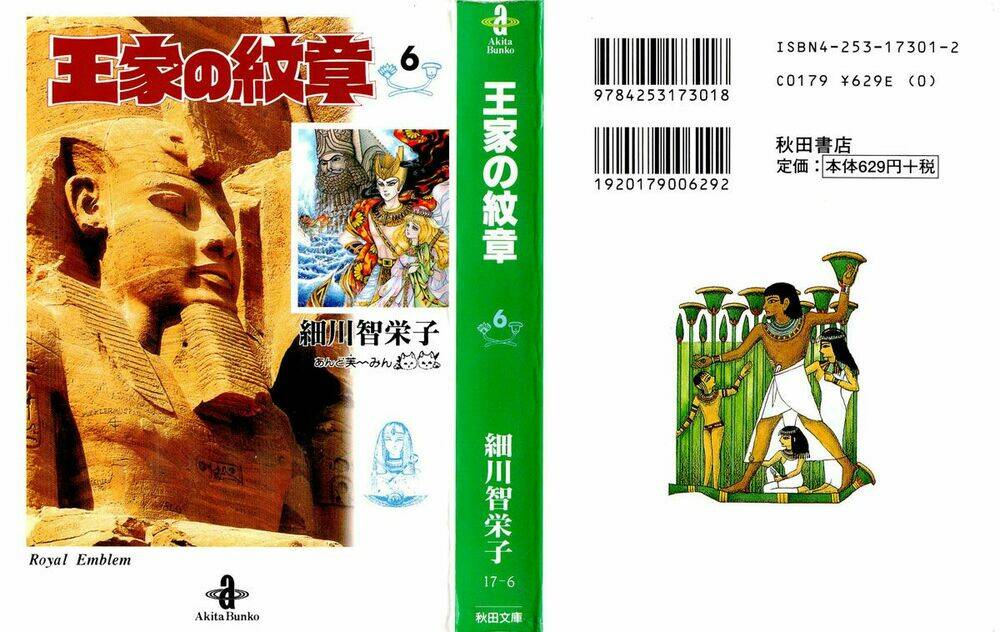 王家の紋章
6
細川智栄子
あんど芙〜みん
Royal Emblem
a
Akita Bunko
a
Akita
Bunko
王家の紋章
6
細川智栄子
17-6
秋田文庫
9784253173018
1920179006292
ISBN4-253-17301-2
C0179 ¥629E (0)
秋田書店
定価：本体629円＋税